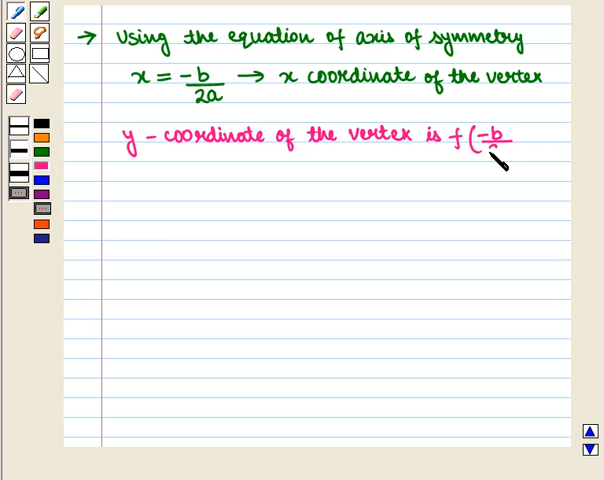 → Using the equation of axis of symmetry
x = -b/2a → x coordinate of the vertex
y - coordinate of the vertex is f (-b/